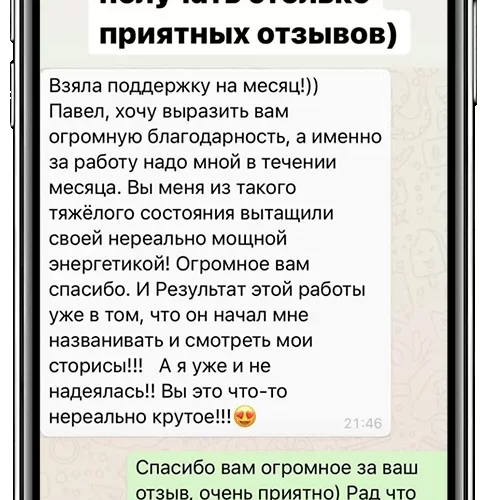 получать столько
приятных отзывов)
Взяла поддержку на месяц!))
Павел, хочу выразить вам
огромную благодарность, а именно
за работу надо мной в течении
месяца. Вы меня из такого
тяжёлого состояния вытащили
своей нереально мощной
энергетикой! Огромное вам
спасибо. И Результат этой работы
уже в том, что он начал мне
названивать и смотреть мои
сторисы!!! А я уже и не
надеялась!! Вы это что-то
нереально крутое!!!😍
21:46
Спасибо вам огромное за ваш
отзыв, очень приятно) Рад что